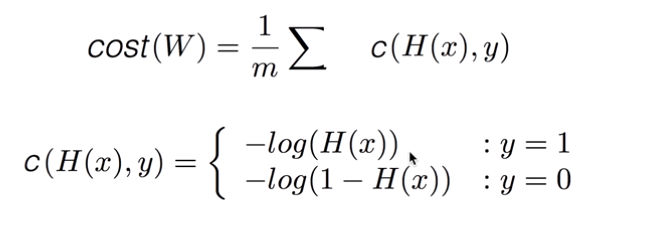 cost(W) = 1/m ∑ c(H(x), y)
c(H(x), y) = { -log(H(x)) : y = 1
-log(1 - H(x)) : y = 0